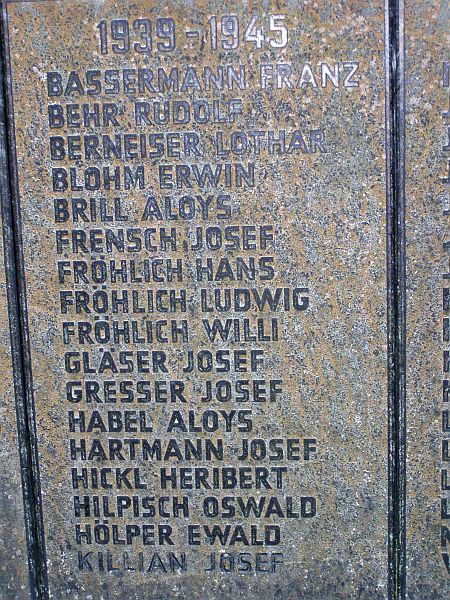 1939-1945
BASSERMANN FRANZ
BEHR RUDOLF
BERNEISER LOTHAR
BLOHM ERWIN
BRILL ALOYS
FRENSCH JOSEF
FRÖHLICH HANS
FRÖHLICH LUDWIG
FRÖHLICH WILLI
GLÄSER JOSEF
GRESSER JOSEF
HABEL ALOYS
HARTMANN JOSEF
HICKL HERIBERT
HILPISCH OSWALD
HÖLPER EWALD
KILLIAN JOSEF